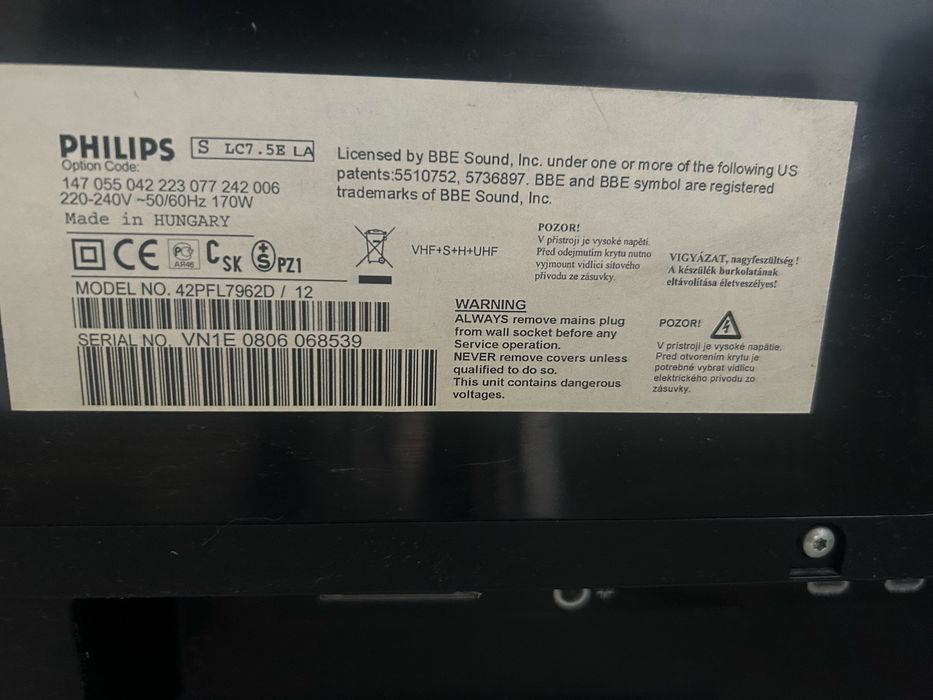 PHILIPS S LC7.5E LA
Option Code:
147 055 042 223 077 242 006
220-240V ~50/60Hz 170W
Made in HUNGARY
CE PC АЯ46 CSK S PZ1
MODEL NO. 42PFL7962D / 12
SERIAL NO. VN1E 0806 068539
Licensed by BBE Sound, Inc. under one or more of the following US
patents:5510752, 5736897. BBE and BBE symbol are registered
trademarks of BBE Sound, Inc.
VHF+S+H+UHF
POZOR!
V přístroji je vysoké napětí.
Před odejmutím krytu nutno
vyjmount vidlici síťového
přívodu ze zásuvky.
VIGYÁZAT, nagyfeszültség !
A készülék burkolatának
eltávolítása életveszélyes!
WARNING
ALWAYS remove mains plug
from wall socket before any
Service operation.
NEVER remove covers unless
qualified to do so.
This unit contains dangerous
voltages.
POZOR!
V prístroji je vysoké napätie.
Pred otvorením krytu je
potrebné vybrat vidlicu
elektrického prívodu zo
zásuvky.